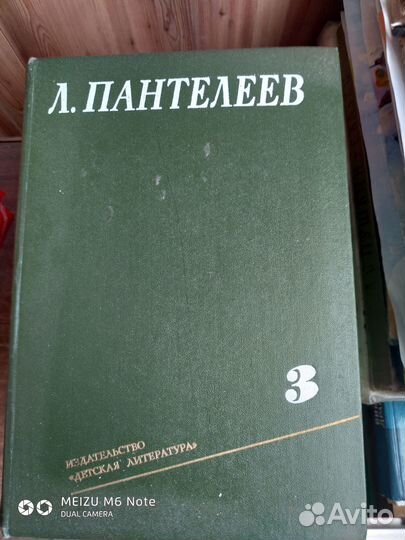 Л. ПАНТЕЛЕЕВ
3
ИЗДАТЕЛЬСТВО
«ДЕТСКАЯ ЛИТЕРАТУРА»
MEIZU M6 Note
DUAL CAMERA
Avito